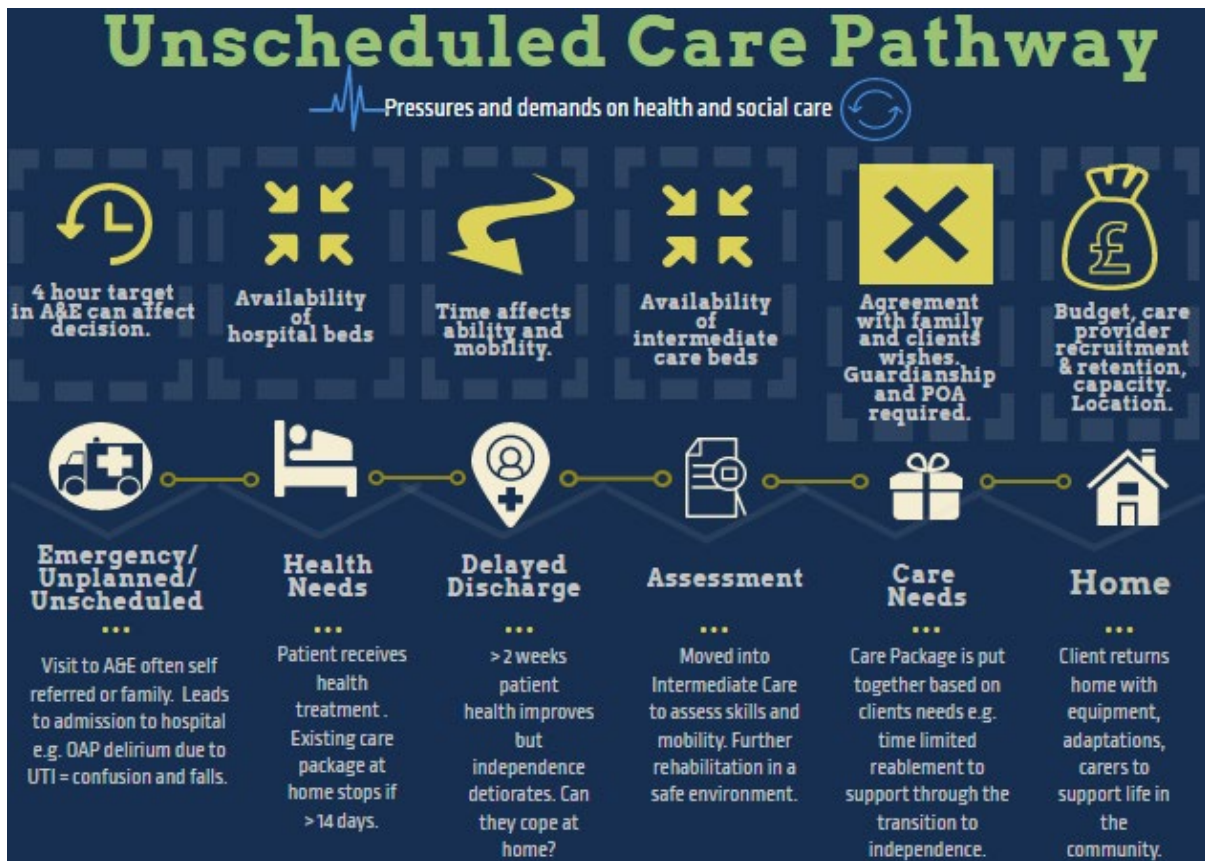 Unscheduled Care Pathway
Pressures and demands on health and social care
4 hour target
in A&E can affect
decision.
Availability
of
hospital beds
Time affects
ability and
mobility.
Availability
of
intermediate
care beds
Agreement
with family
and clients
wishes.
Guardianship
and POA
required.
Budget, care
provider
recruitment
& retention,
capacity.
Location.
£
Emergency/
Unplanned/
Unscheduled
Health
Needs
Delayed
Discharge
Assessment
Care
Needs
Home
Visit to A&E often self
referred or family. Leads
to admission to hospital
e.g. OAP delirium due to
UTI = confusion and falls.
Patient receives
health
treatment .
Existing care
package at
home stops if
>14 days.
>2 weeks
patient
health improves
but
independence
detiorates. Can
they cope at
home?
Moved into
Intermediate Care
to assess skills and
mobility. Further
rehabilitation in a
safe environment.
Care Package is put
together based on
clients needs e.g.
time limited
reablement to
support through the
transition to
independence.
Client returns
home with
equipment,
adaptations,
carers to
support life in
the
community.